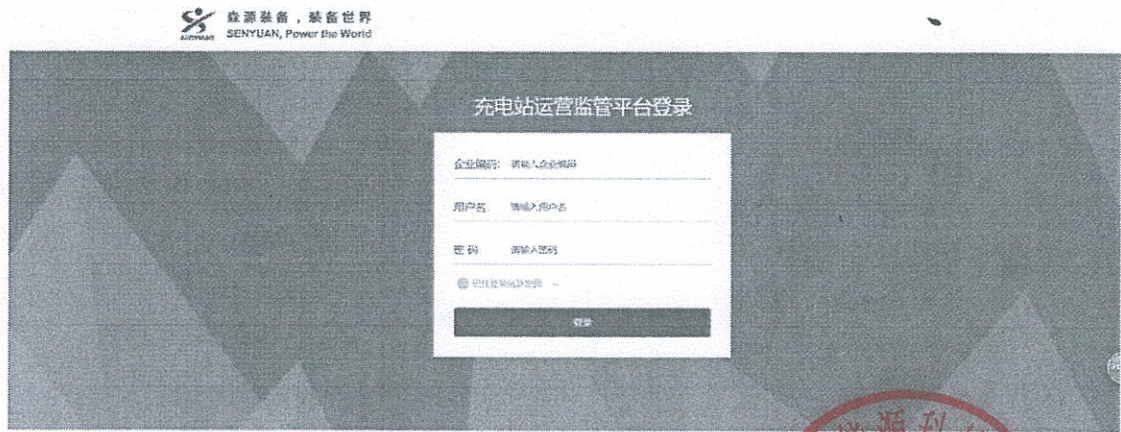 森源装备，装备世界
SENYUAN, Power the World
充电站运营监管平台登录
企业编码: 请输入企业编码
用户名 请输入用户名
密 码 请输入密码
登录